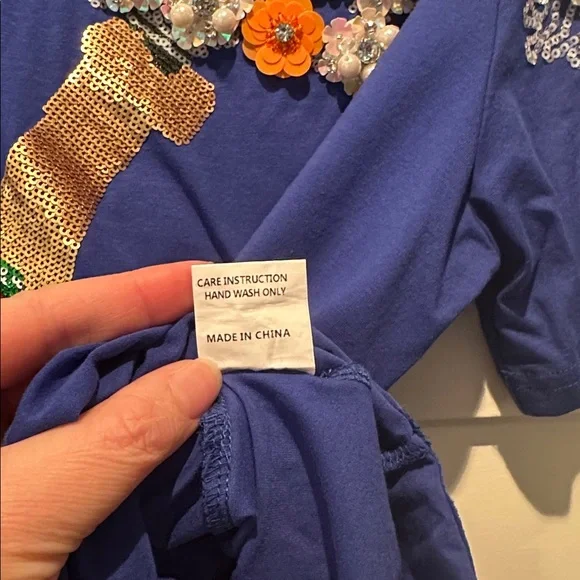 CARE INSTRUCTION
HAND WASH ONLY
MADE IN CHINA